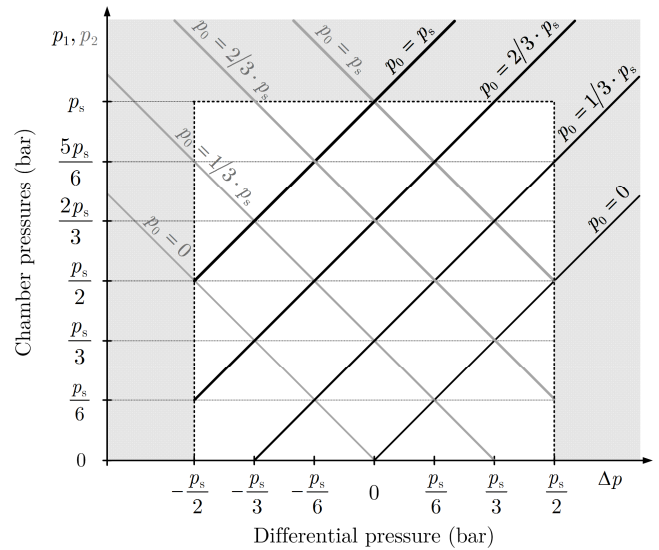 p₁, p₂
p₀ = 2/3 · pₛ
p₀ = pₛ
p₀ = pₛ
p₀ = 2/3 · pₛ
p₀ = 1/3 · pₛ
pₛ
p₀ = 1/3 · pₛ
5pₛ/6
2pₛ/3
p₀ = 0
p₀ = 0
pₛ/2
pₛ/3
pₛ/6
0
Chamber pressures (bar)
−pₛ/2 −pₛ/3 −pₛ/6 0 pₛ/6 pₛ/3 pₛ/2 Δp
Differential pressure (bar)